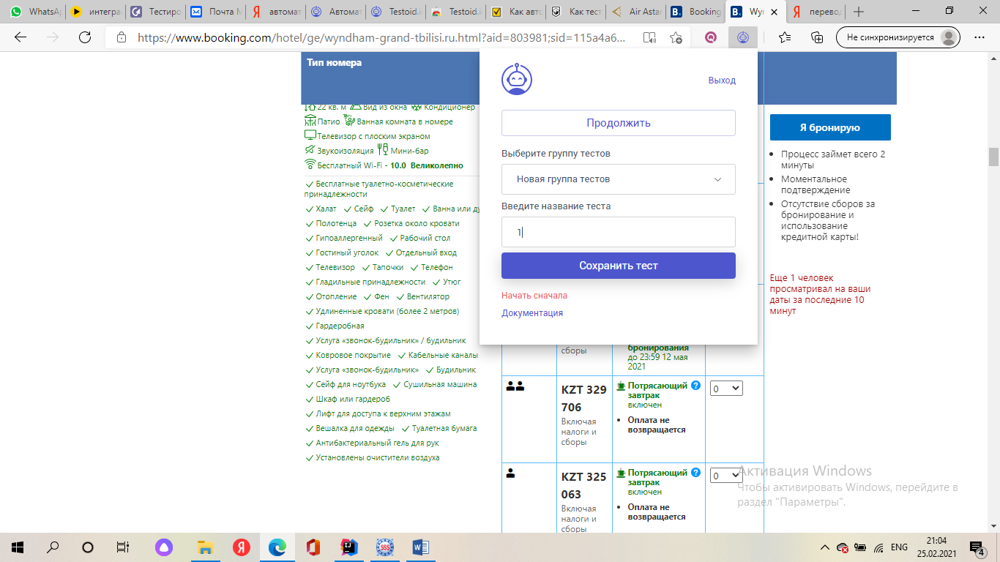 WhatsA
интегра
Тестиро
Почта М
автомат
Автомат
Testoid.i
Testoid.i
Как авто
Как тест
Air Astan
Booking
Wyn
перевод
https://www.booking.com/hotel/ge/wyndham-grand-tbilisi.ru.html?aid=803981;sid=115a4a6...
Не синхронизируется
Тип номера
22 кв. м Вид из окна Кондиционер
Патио Ванная комната в номере
Телевизор с плоским экраном
Звукоизоляция Мини-бар
Бесплатный Wi-Fi - 10.0 Великолепно
Бесплатные туалетно-косметические
принадлежности
Халат Сейф Туалет Ванна или ду
Полотенца Розетка около кровати
Гипоаллергенный Рабочий стол
Гостиный уголок Отдельный вход
Телевизор Тапочки Телефон
Гладильные принадлежности Утюг
Отопление Фен Вентилятор
Удлиненные кровати (более 2 метров)
Гардеробная
Услуга «звонок-будильник» / будильник
Ковровое покрытие Кабельные каналы
Услуга «звонок-будильник» Будильник
Сейф для ноутбука Сушильная машина
Шкаф или гардероб
Лифт для доступа к верхним этажам
Вешалка для одежды Туалетная бумага
Антибактериальный гель для рук
Установлены очистители воздуха
Выход
Продолжить
Выберите группу тестов
Новая группа тестов
Введите название теста
1
Сохранить тест
Начать сначала
Документация
сборы
бронирования
до 23:59 12 мая
2021
KZT 329
706
Включая
налоги и
сборы
Потрясающий
завтрак
включен
Оплата не
возвращается
0
KZT 325
063
Включая
налоги и
сборы
Потрясающий
завтрак
включен
Оплата не
возвращается
0
Я бронирую
Процесс займет всего 2
минуты
Моментальное
подтверждение
Отсутствие сборов за
бронирование и
использование
кредитной карты!
Еще 1 человек
просматривал на ваши
даты за последние 10
минут
Активация Windows
Чтобы активировать Windows, перейдите в
раздел "Параметры".
ENG
21:04
25.02.2021
4